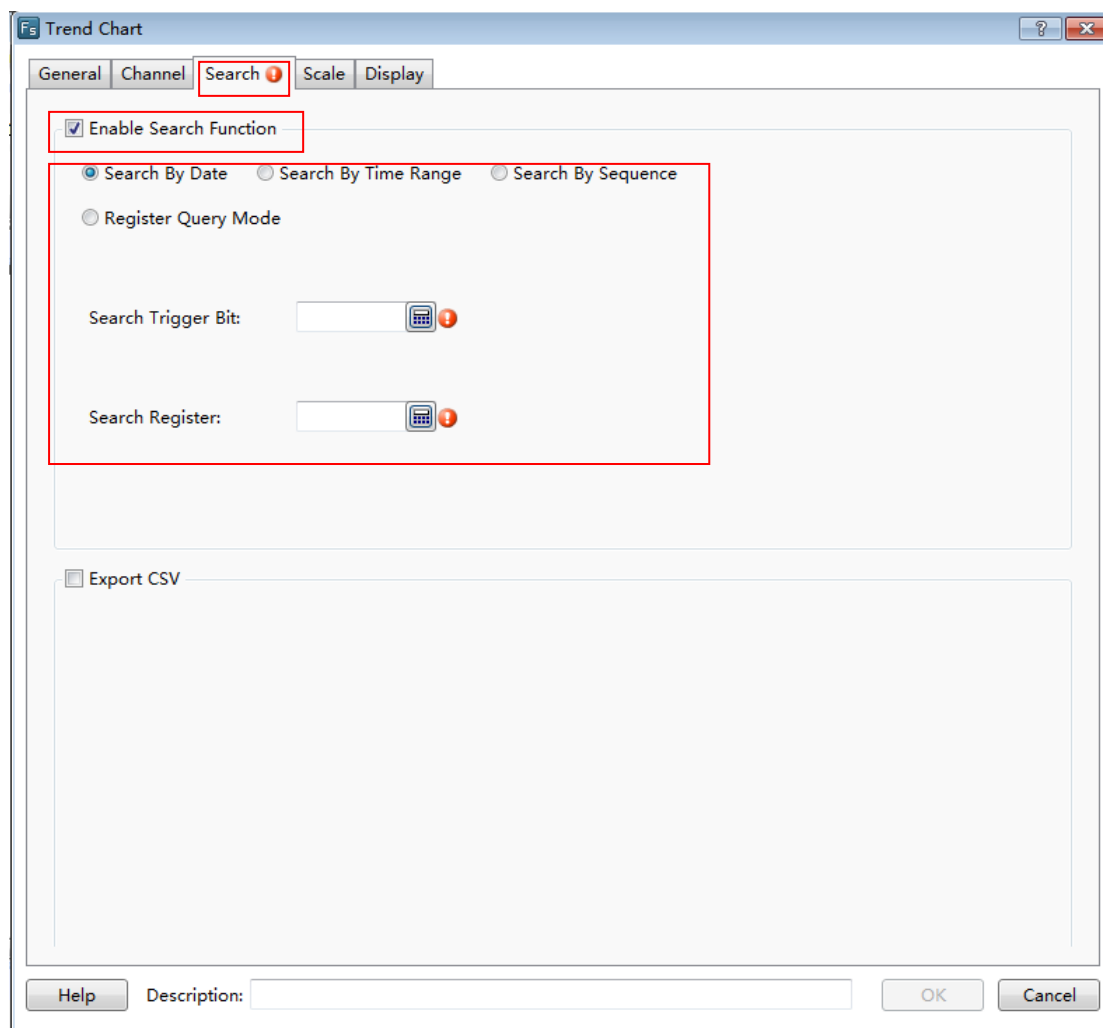 Fs Trend Chart ?
General Channel Search Scale Display
Enable Search Function
Search By Date Search By Time Range Search By Sequence
Register Query Mode
Search Trigger Bit:
Search Register:
Export CSV
Help Description: OK Cancel